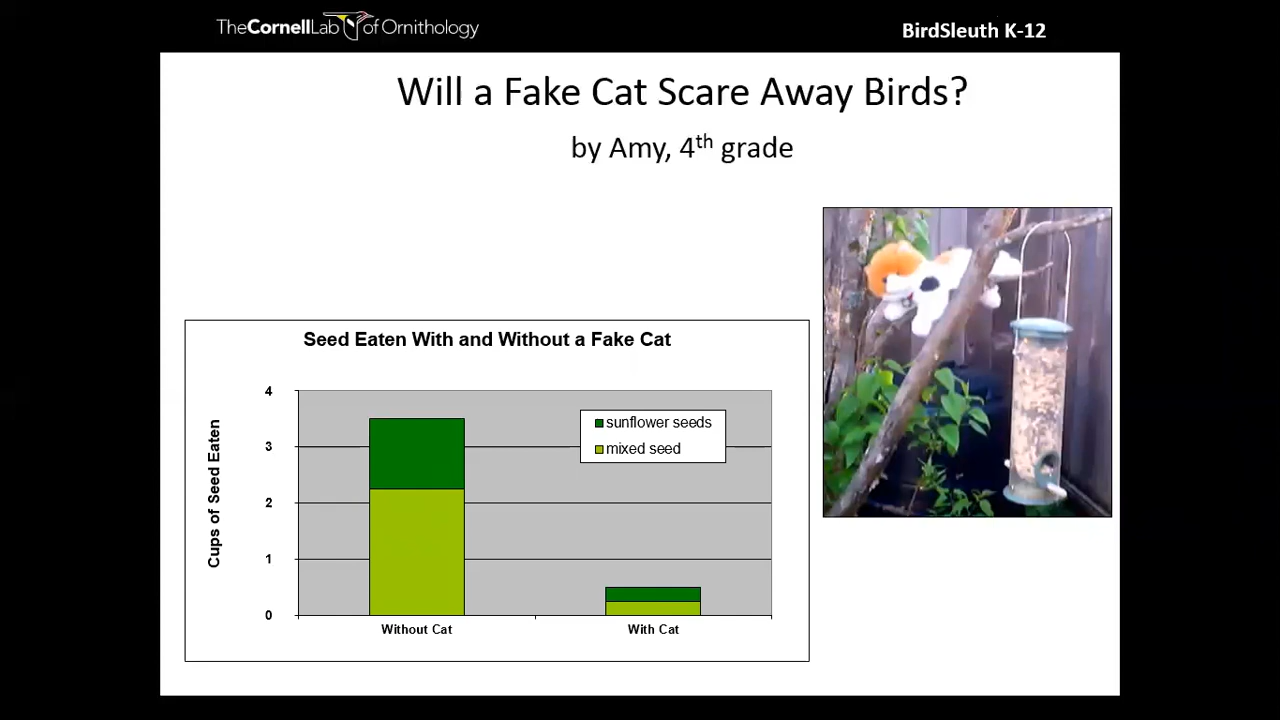 TheCornellLab of Ornithology
BirdSleuth K-12
Will a Fake Cat Scare Away Birds?
by Amy, 4th grade
Seed Eaten With and Without a Fake Cat
Cups of Seed Eaten
4
3
2
1
0
sunflower seeds
mixed seed
Without Cat
With Cat